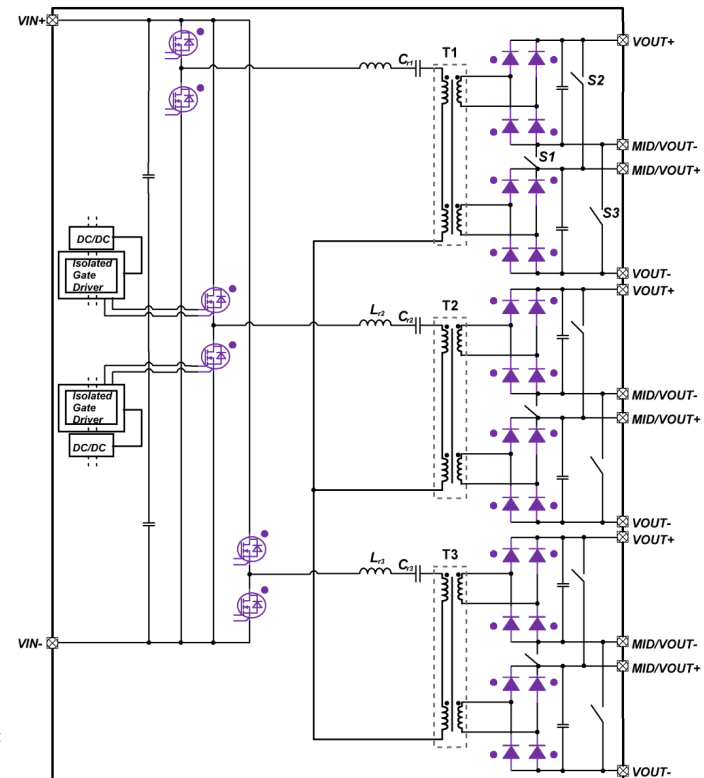 VIN+
T1
Cr1
VOUT+
S2
MID/VOUT-
S1
MID/VOUT+
S3
DC/DC
Isolated
Gate
Driver
VOUT-
VOUT+
Lr2
Cr2
T2
Isolated
Gate
Driver
DC/DC
MID/VOUT-
MID/VOUT+
VOUT-
VOUT+
Lr3
Cr3
T3
VIN-
MID/VOUT-
MID/VOUT+
VOUT-